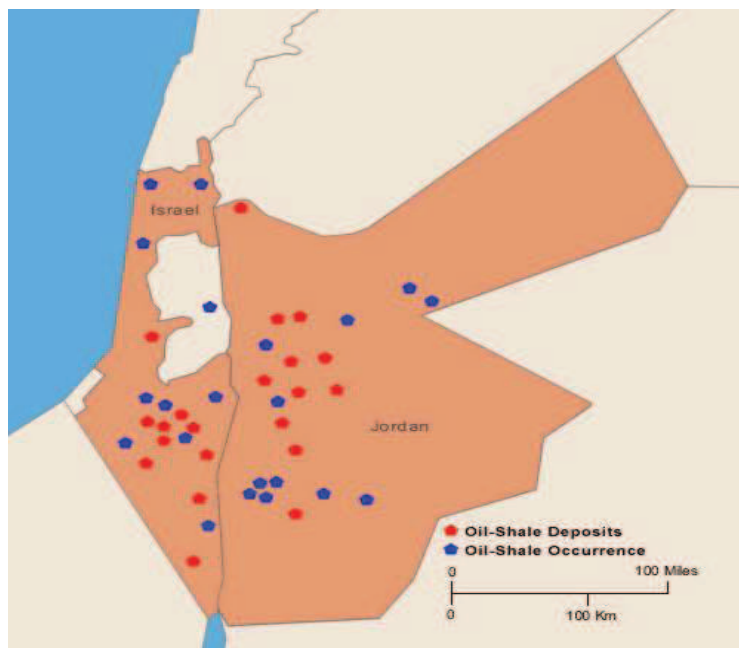 Israel
Jordan
Oil-Shale Deposits
Oil-Shale Occurrence
0 100 Miles
0 100 Km